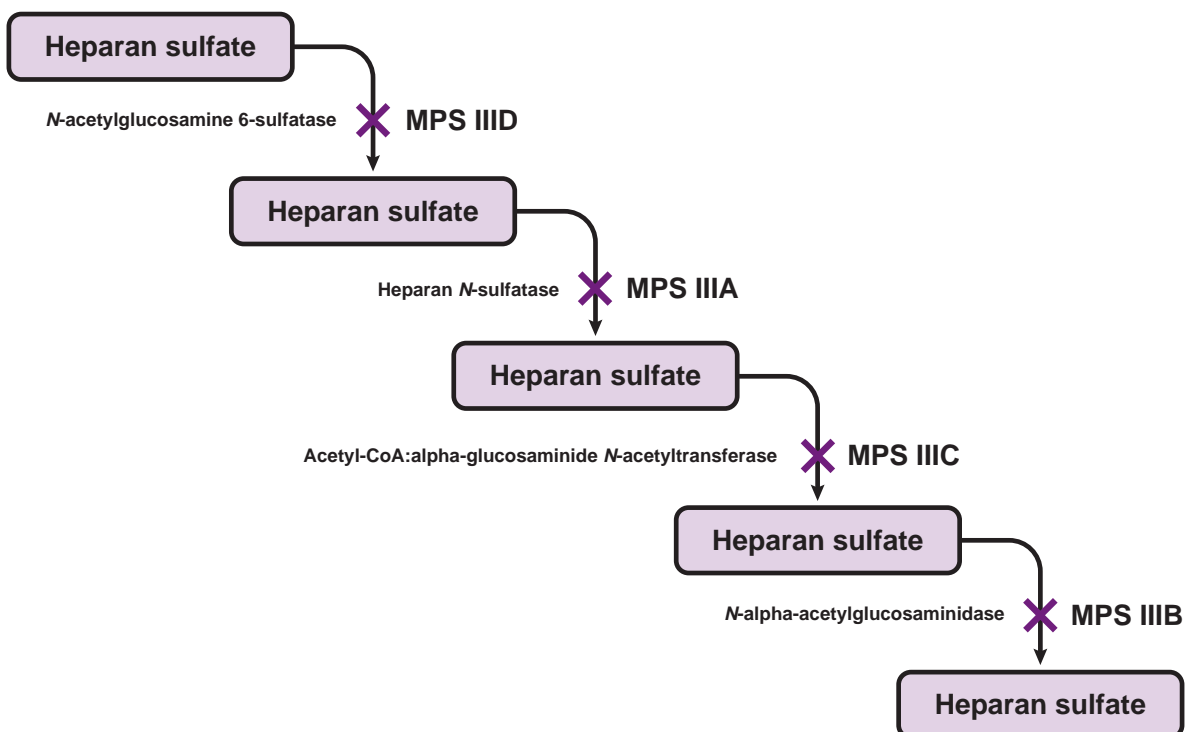 Heparan sulfate
N-acetylglucosamine 6-sulfatase MPS IIID
Heparan sulfate
Heparan N-sulfatase MPS IIIA
Heparan sulfate
Acetyl-CoA:alpha-glucosaminide N-acetyltransferase MPS IIIC
Heparan sulfate
N-alpha-acetylglucosaminidase MPS IIIB
Heparan sulfate